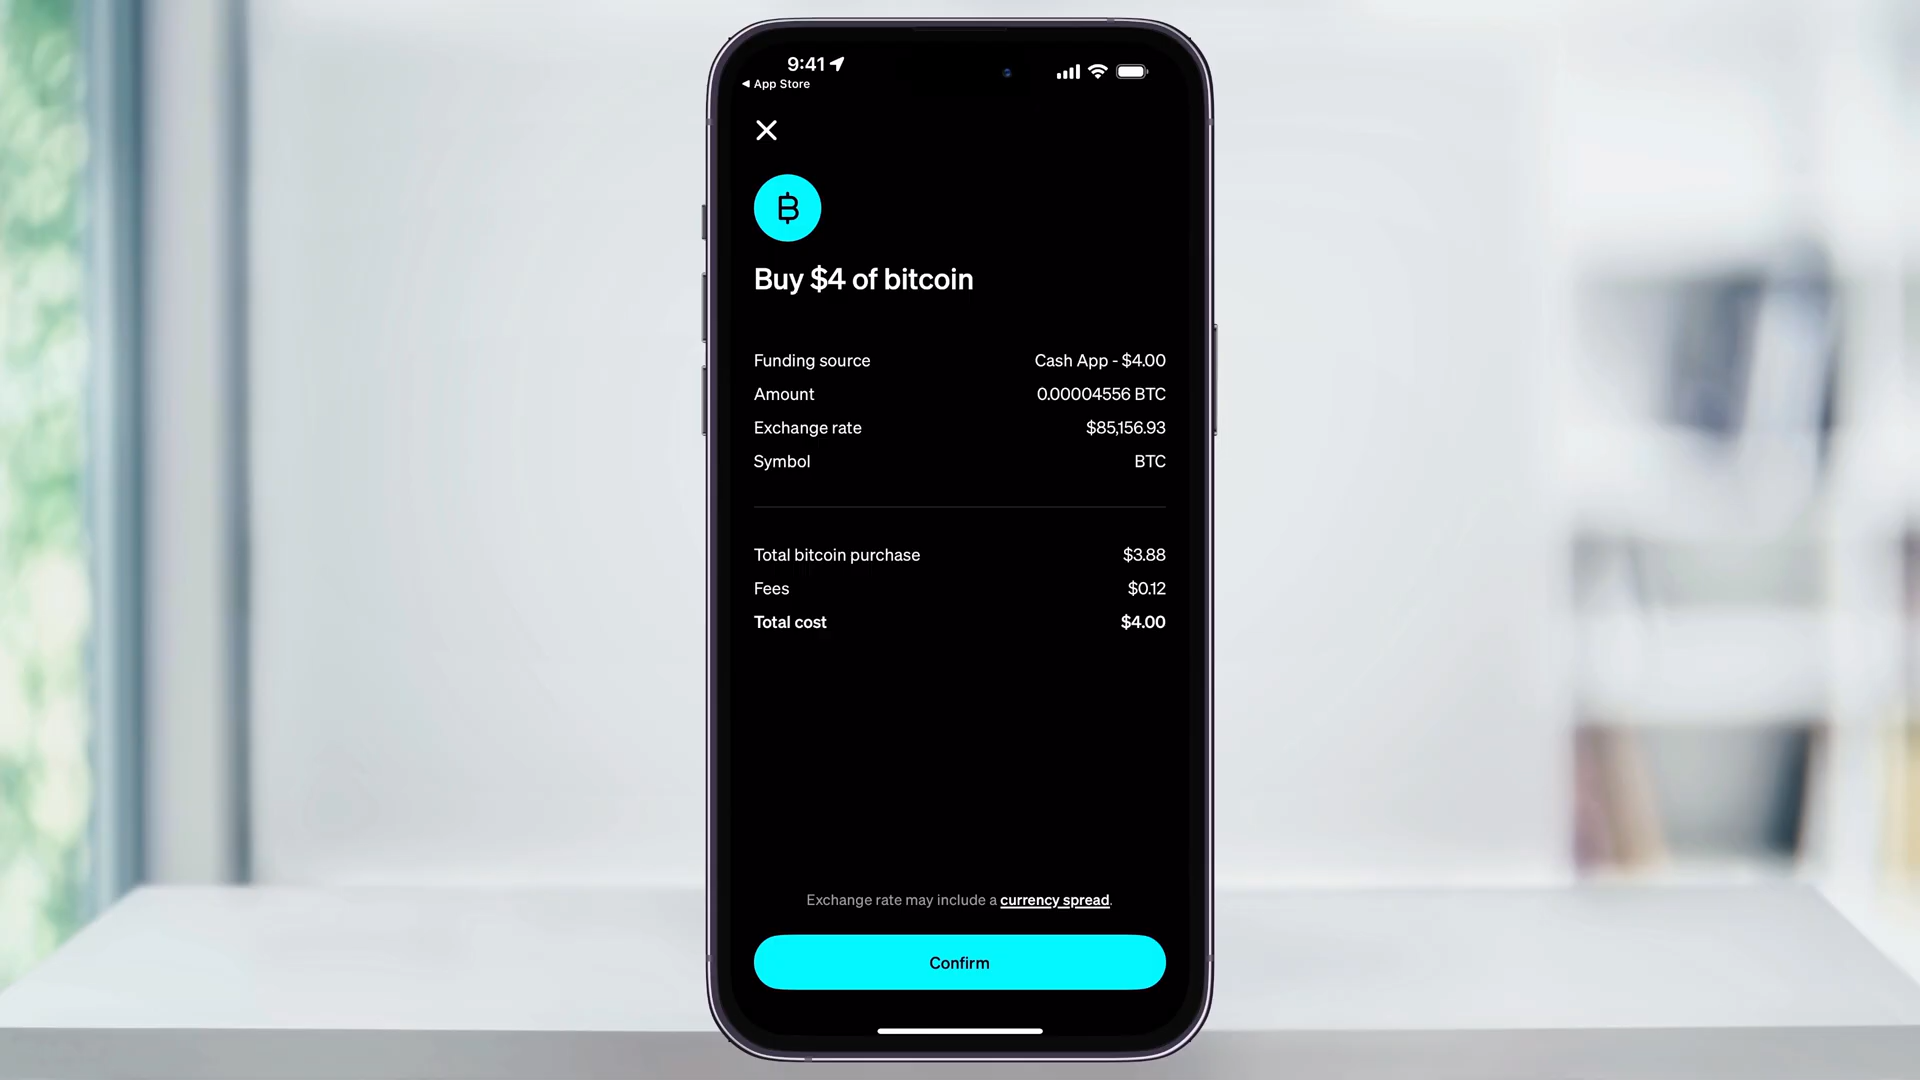 9:41
◀ App Store
Buy $4 of bitcoin
Funding source Cash App - $4.00
Amount 0.00004556 BTC
Exchange rate $85,156.93
Symbol BTC
Total bitcoin purchase $3.88
Fees $0.12
Total cost $4.00
Exchange rate may include a currency spread.
Confirm